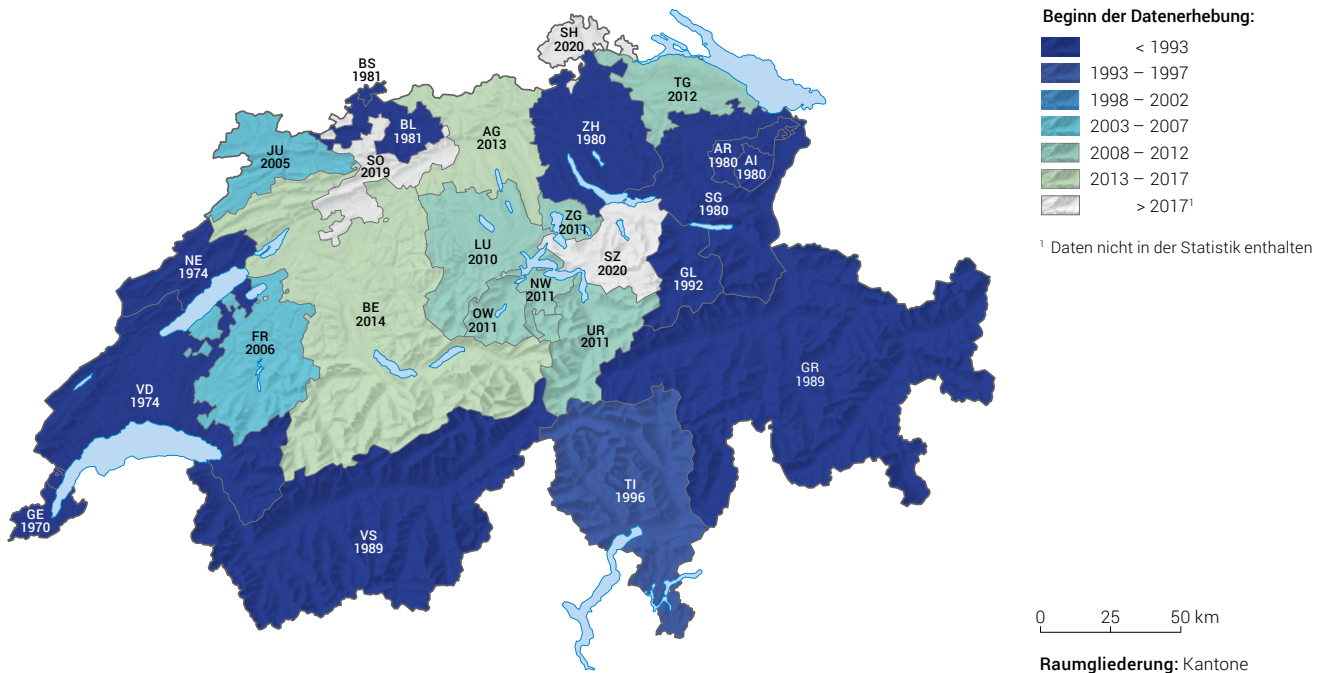 SH
2020
BS
1981
TG
2012
BL
1981
AG
2013
ZH
1980
JU
2005
SO
2019
AR
1980
AI
1980
SG
1980
ZG
2011
LU
2010
SZ
2020
NE
1974
GL
1992
NW
2011
OW
2011
BE
2014
UR
2011
FR
2006
GR
1989
VD
1974
TI
1996
GE
1970
VS
1989
Beginn der Datenerhebung:
< 1993
1993 – 1997
1998 – 2002
2003 – 2007
2008 – 2012
2013 – 2017
> 2017¹
¹ Daten nicht in der Statistik enthalten
0 25 50 km
Raumgliederung: Kantone